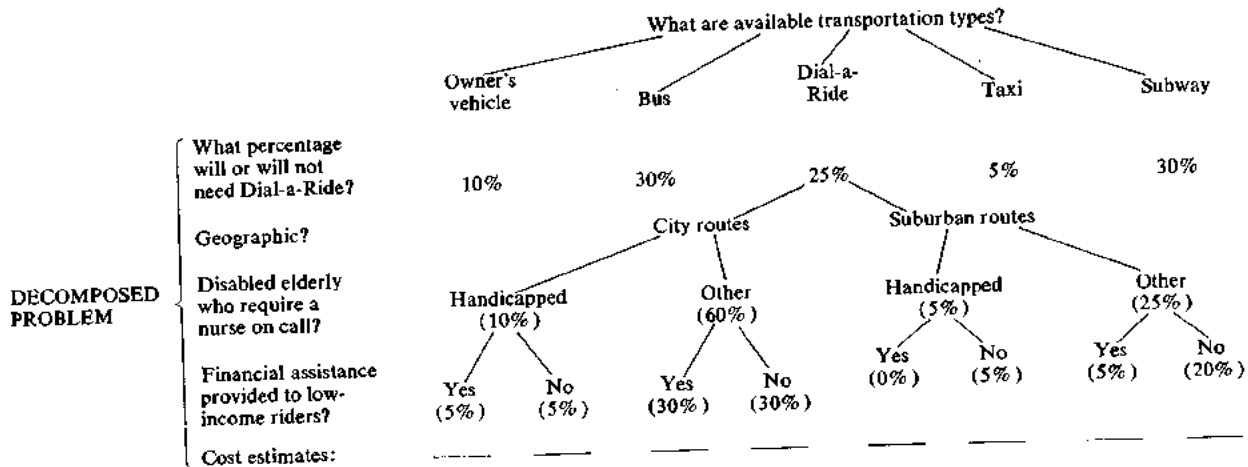 What are available transportation types?
Owner's
vehicle
Bus
Dial-a-
Ride
Taxi
Subway
DECOMPOSED
PROBLEM
What percentage
will or will not
need Dial-a-Ride?
10%
30%
25%
5%
30%
Geographic?
City routes
Suburban routes
Disabled elderly
who require a
nurse on call?
Handicapped
(10%)
Other
(60%)
Handicapped
(5%)
Other
(25%)
Financial assistance
provided to low-
income riders?
Yes
(5%)
No
(5%)
Yes
(30%)
No
(30%)
Yes
(0%)
No
(5%)
Yes
(5%)
No
(20%)
Cost estimates: